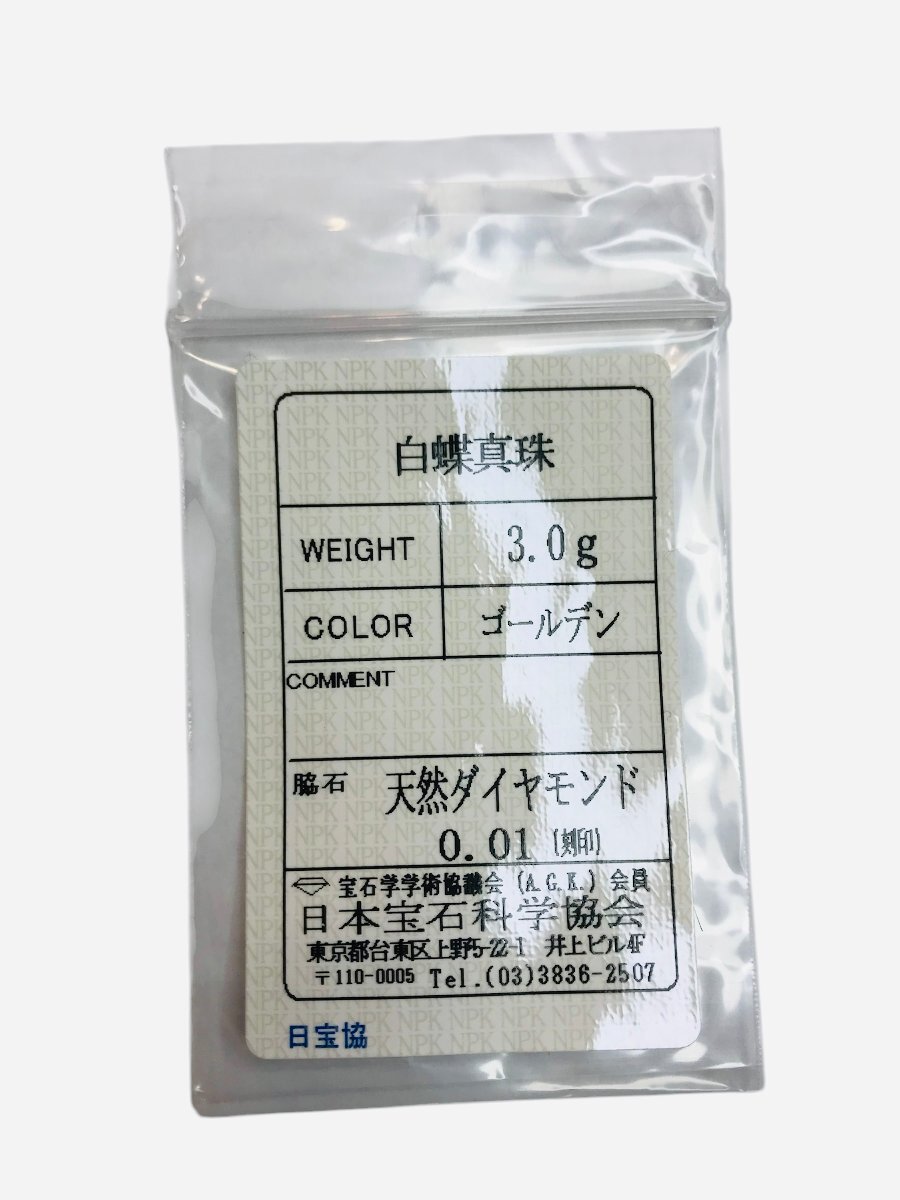 白蝶真珠
WEIGHT 3.0g
COLOR ゴールデン
COMMENT
脇石 天然ダイヤモンド
0.01 (刻印)
宝石学学術協議会 (A.G.K.) 会員
日本宝石科学協会
東京都台東区上野5-22-1 井上ビル4F
〒110-0005 Tel.(03)3836-2507
日宝協